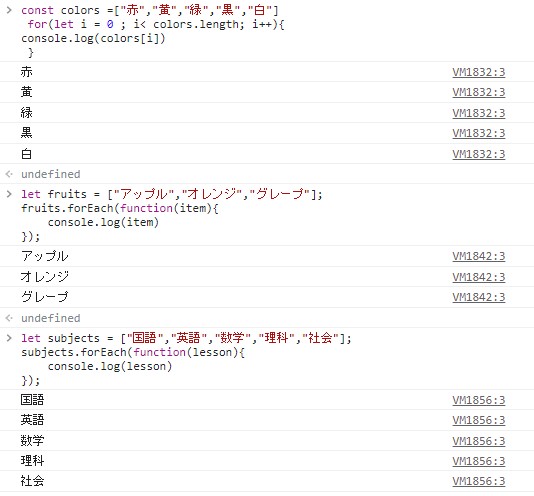 > const colors =["赤","黄","緑","黒","白"]
for(let i = 0 ; i< colors.length; i++){
console.log(colors[i])
}
赤 VM1832:3
黄 VM1832:3
緑 VM1832:3
黒 VM1832:3
白 VM1832:3
<· undefined
> let fruits = ["アップル","オレンジ","グレープ"];
fruits.forEach(function(item){
console.log(item)
});
アップル VM1842:3
オレンジ VM1842:3
グレープ VM1842:3
<· undefined
> let subjects = ["国語","英語","数学","理科","社会"];
subjects.forEach(function(lesson){
console.log(lesson)
});
国語 VM1856:3
英語 VM1856:3
数学 VM1856:3
理科 VM1856:3
社会 VM1856:3